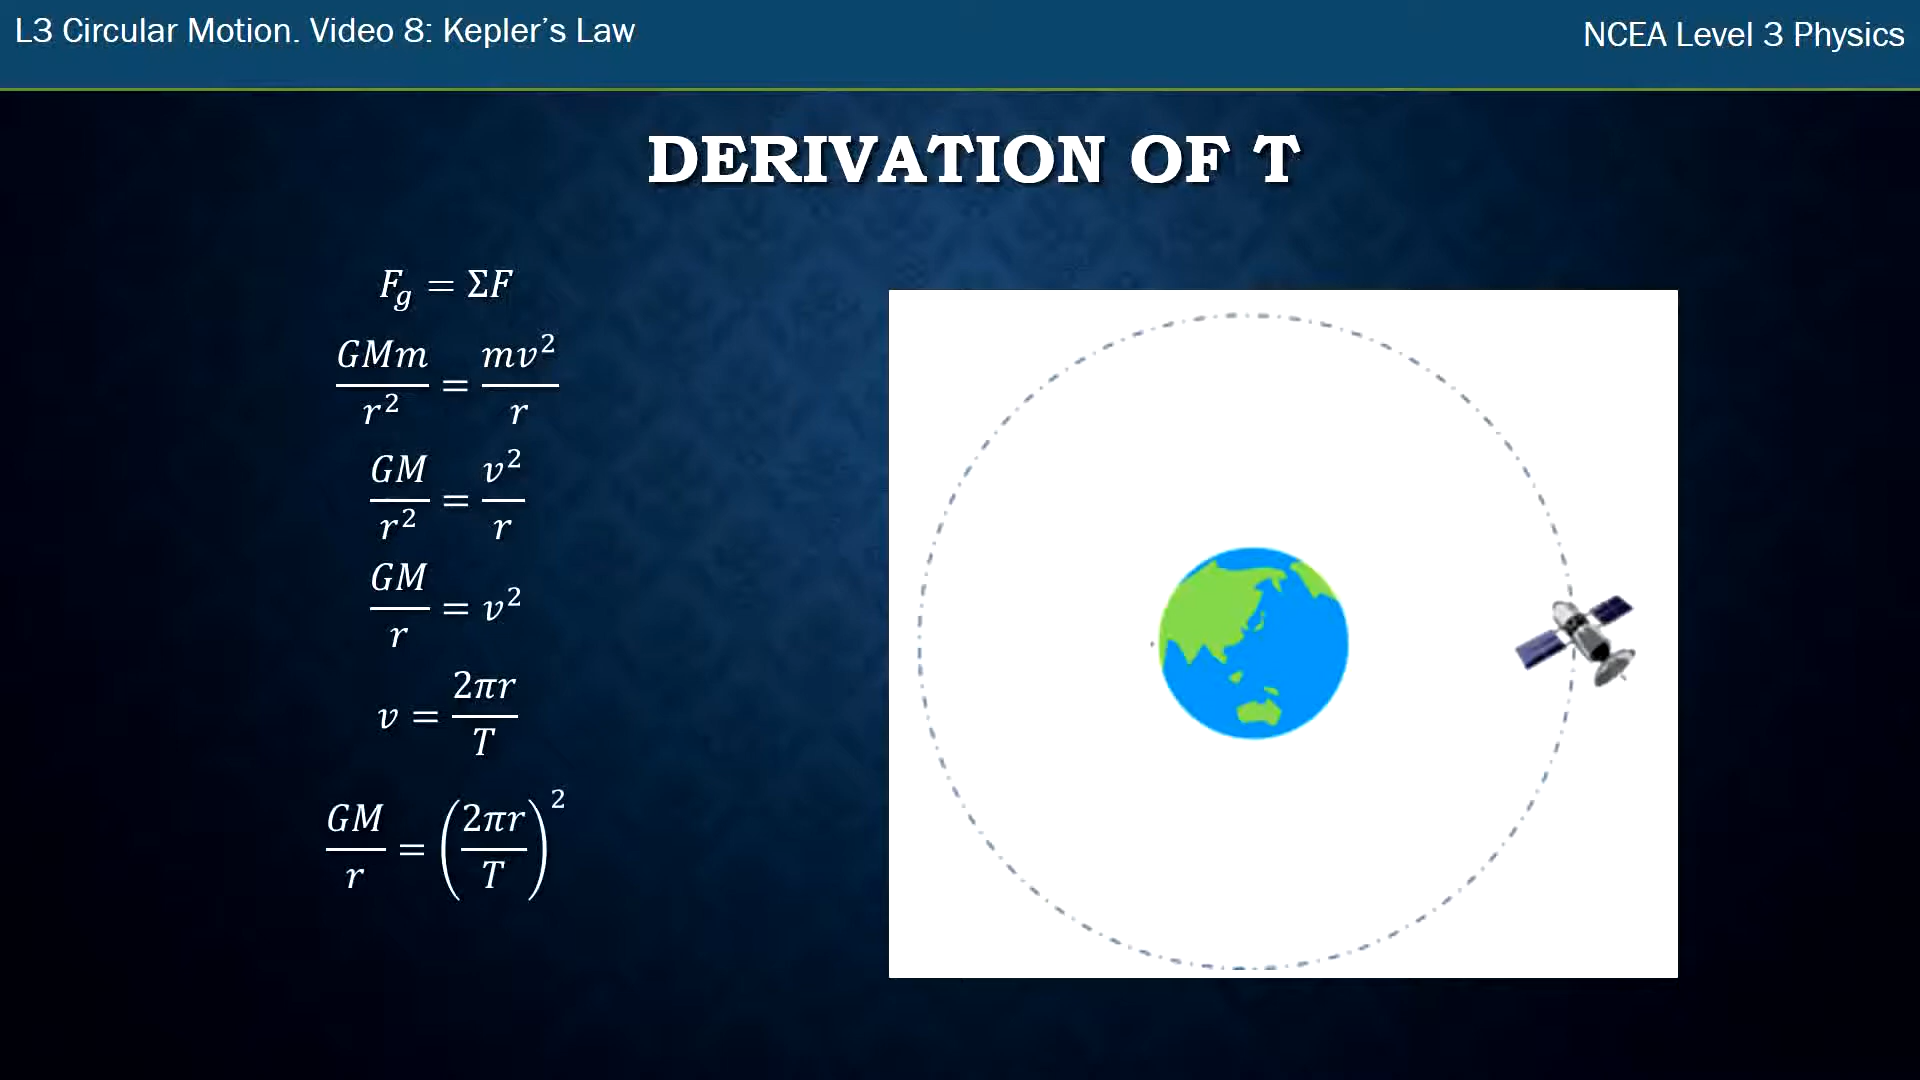 L3 Circular Motion. Video 8: Kepler's Law
NCEA Level 3 Physics
DERIVATION OF T
F_g = ΣF
GMm/r² = mv²/r
GM/r² = v²/r
GM/r = v²
v = 2πr/T
GM/r = (2πr/T)²